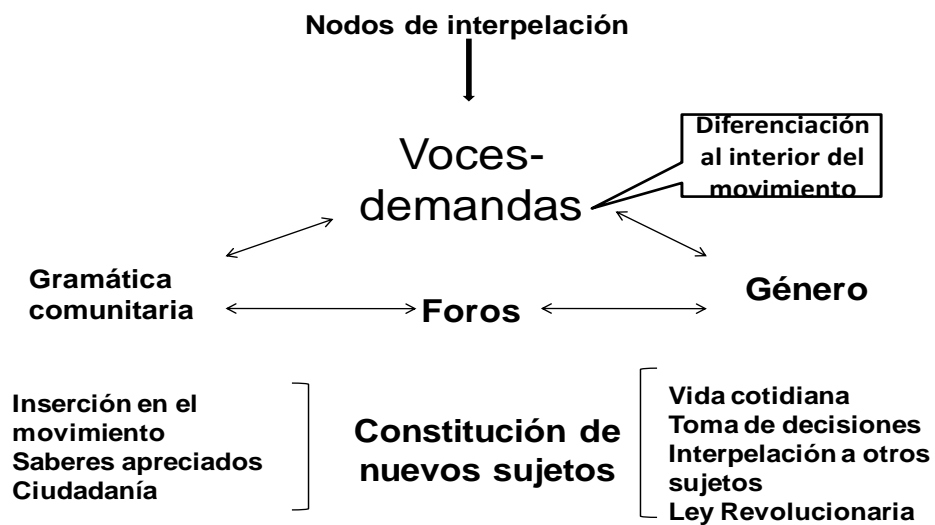 Nodos de interpelación
Voces-
demandas
Diferenciación
al interior del
movimiento
Gramática
comunitaria
Foros
Género
Inserción en el
movimiento
Saberes apreciados
Ciudadanía
Constitución de
nuevos sujetos
Vida cotidiana
Toma de decisiones
Interpelación a otros
sujetos
Ley Revolucionaria